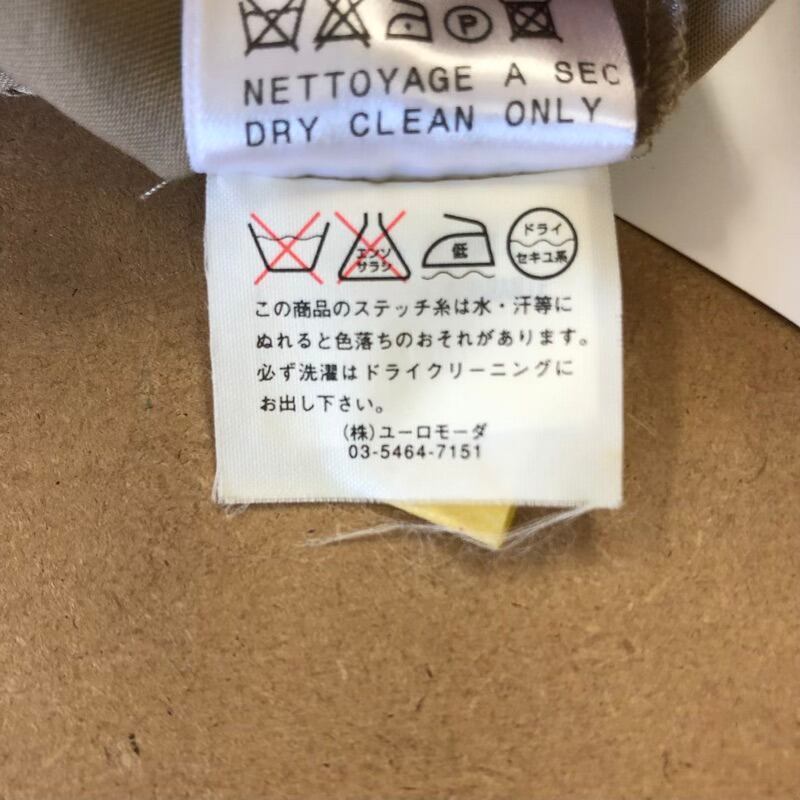 P
NETTOYAGE A SEC
DRY CLEAN ONLY
エンソ
サラシ
低
ドライ
セキユ系
この商品のステッチ糸は水・汗等に
ぬれると色落ちのおそれがあります。
必ず洗濯はドライクリーニングに
お出し下さい。
(株)ユーロモーダ
03-5464-7151